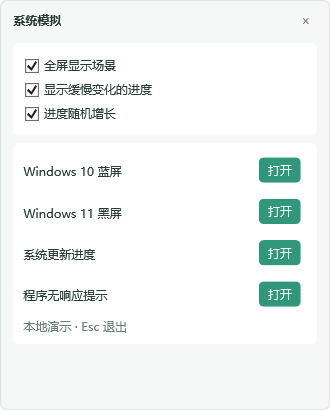 系统模拟 ×
全屏显示场景
显示缓慢变化的进度
进度随机增长
Windows 10 蓝屏 打开
Windows 11 黑屏 打开
系统更新进度 打开
程序无响应提示 打开
本地演示 · Esc 退出